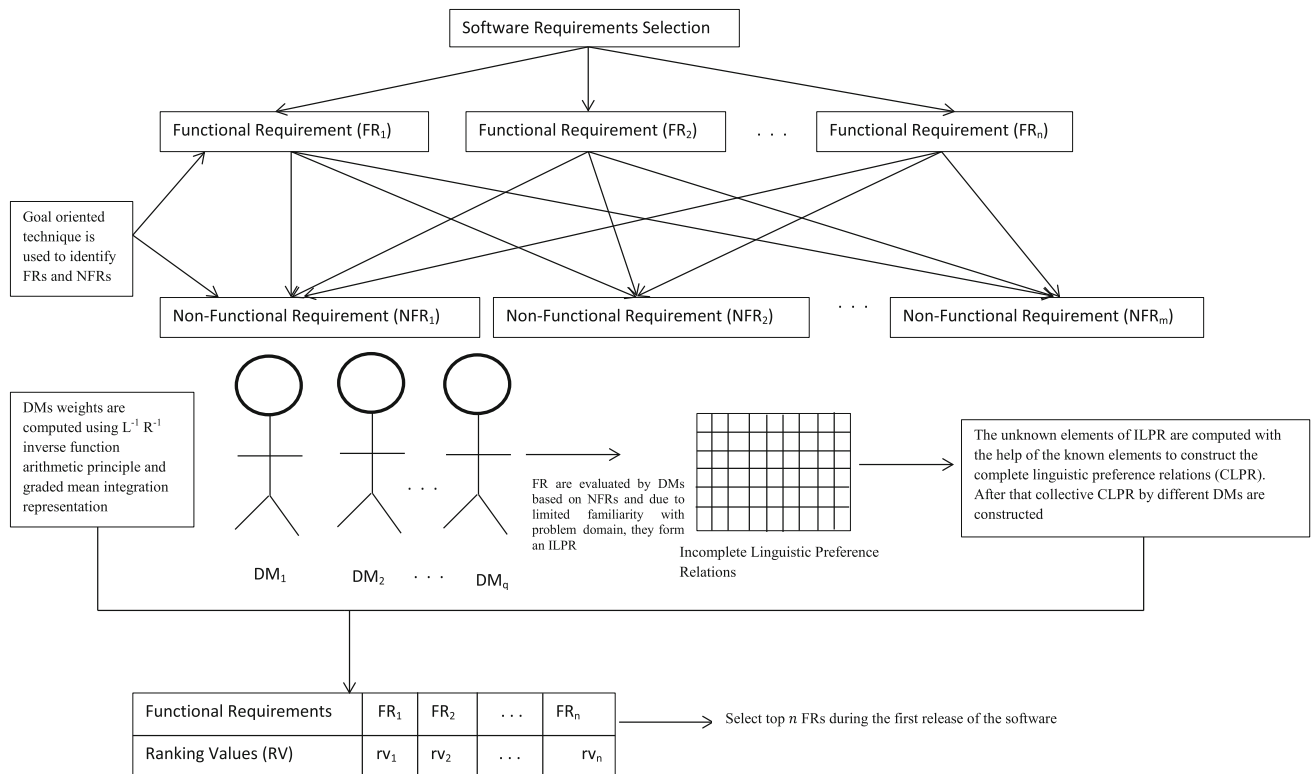 Software Requirements Selection
Functional Requirement (FR₁)
Functional Requirement (FR₂)
. . .
Functional Requirement (FRₙ)
Goal oriented
technique is
used to identify
FRs and NFRs
Non-Functional Requirement (NFR₁)
Non-Functional Requirement (NFR₂)
. . .
Non-Functional Requirement (NFRₘ)
DMs weights are
computed using L⁻¹ R⁻¹
inverse function
arithmetic principle and
graded mean integration
representation
. . .
DM₁
DM₂
. . .
DM_q
FR are evaluated by DMs
based on NFRs and due to
limited familiarity with
problem domain, they form
an ILPR
Incomplete Linguistic Preference
Relations
The unknown elements of ILPR are computed with
the help of the known elements to construct the
complete linguistic preference relations (CLPR).
After that collective CLPR by different DMs are
constructed
Functional Requirements FR₁ FR₂ . . . FRₙ
Ranking Values (RV) rv₁ rv₂ . . . rvₙ
Select top n FRs during the first release of the software